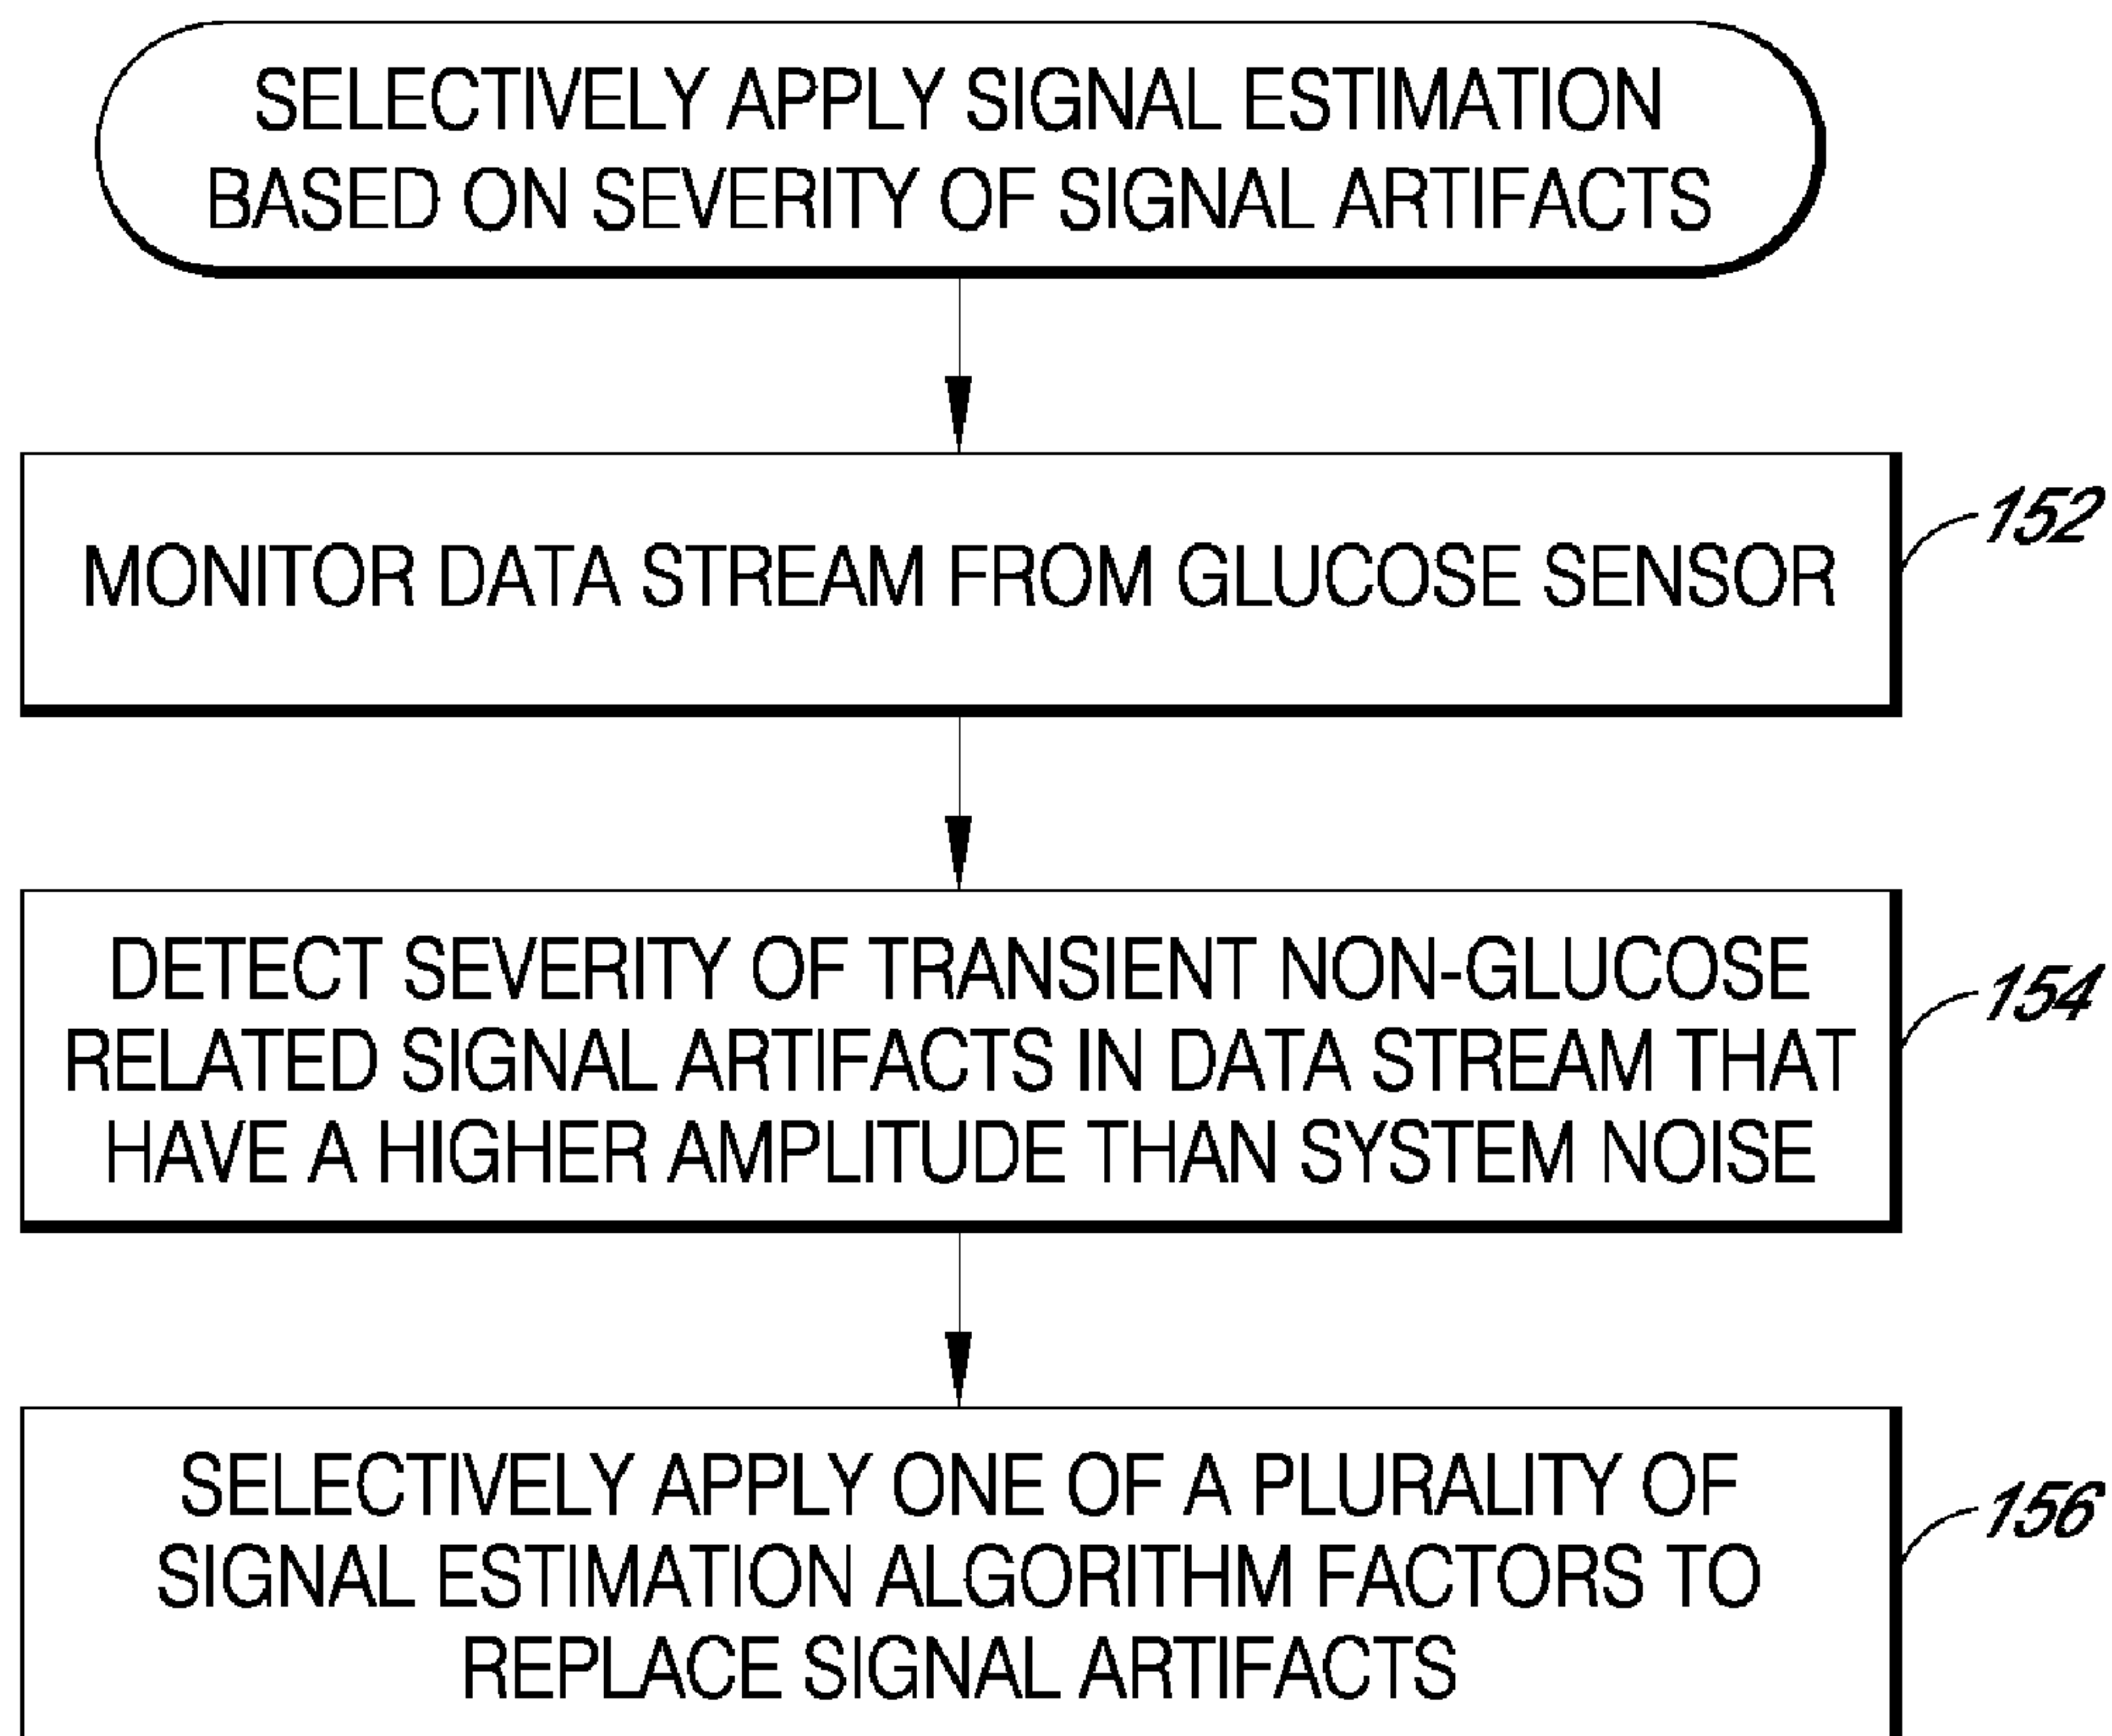 SELECTIVELY APPLY SIGNAL ESTIMATION
BASED ON SEVERITY OF SIGNAL ARTIFACTS
MONITOR DATA STREAM FROM GLUCOSE SENSOR
152
DETECT SEVERITY OF TRANSIENT NON-GLUCOSE
RELATED SIGNAL ARTIFACTS IN DATA STREAM THAT
HAVE A HIGHER AMPLITUDE THAN SYSTEM NOISE
154
SELECTIVELY APPLY ONE OF A PLURALITY OF
SIGNAL ESTIMATION ALGORITHM FACTORS TO
REPLACE SIGNAL ARTIFACTS
156